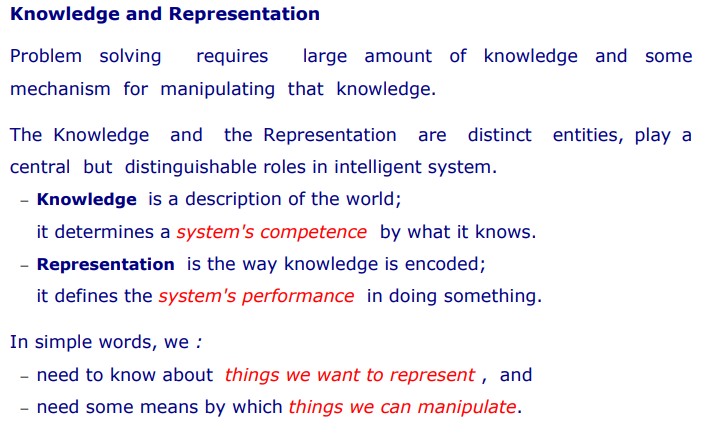 Knowledge and Representation
Problem solving requires large amount of knowledge and some
mechanism for manipulating that knowledge.
The Knowledge and the Representation are distinct entities, play a
central but distinguishable roles in intelligent system.
– Knowledge is a description of the world;
it determines a system's competence by what it knows.
– Representation is the way knowledge is encoded;
it defines the system's performance in doing something.
In simple words, we :
– need to know about things we want to represent , and
– need some means by which things we can manipulate.